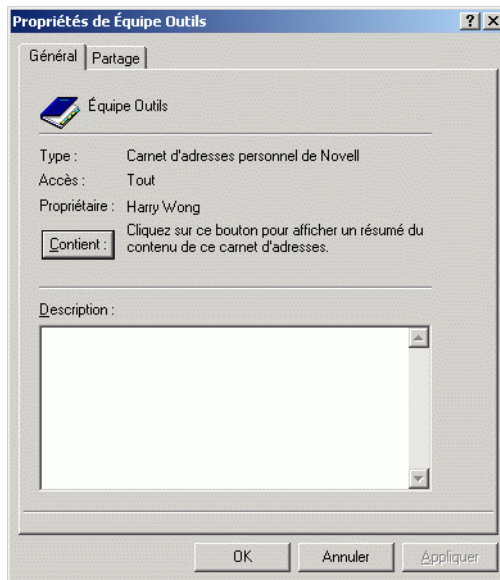 Propriétés de Équipe Outils
Général
Partage
Équipe Outils
Type :
Carnet d'adresses personnel de Novell
Accès :
Tout
Propriétaire :
Harry Wong
Contient :
Cliquez sur ce bouton pour afficher un résumé du
contenu de ce carnet d'adresses.
Description :
OK
Annuler
Appliquer